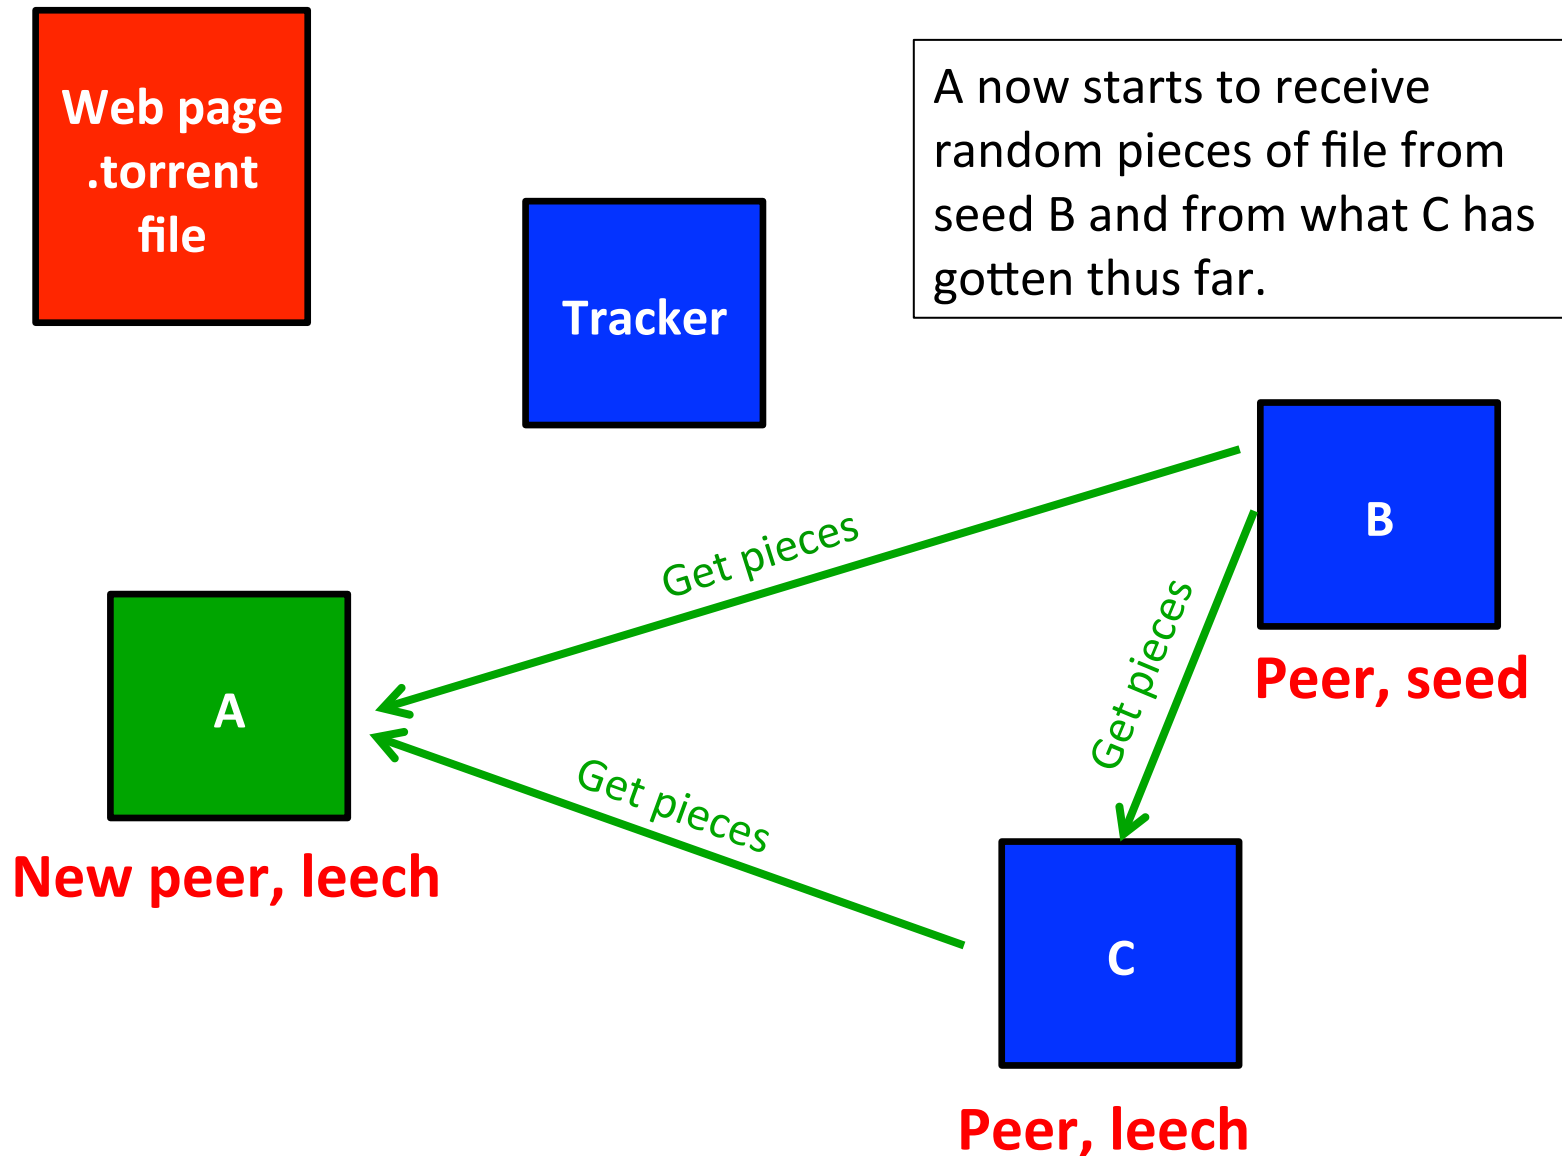 Web page
.torrent
file
Tracker
A now starts to receive
random pieces of file from
seed B and from what C has
gotten thus far.
B
Peer, seed
Get pieces
Get pieces
A
New peer, leech
Get pieces
C
Peer, leech